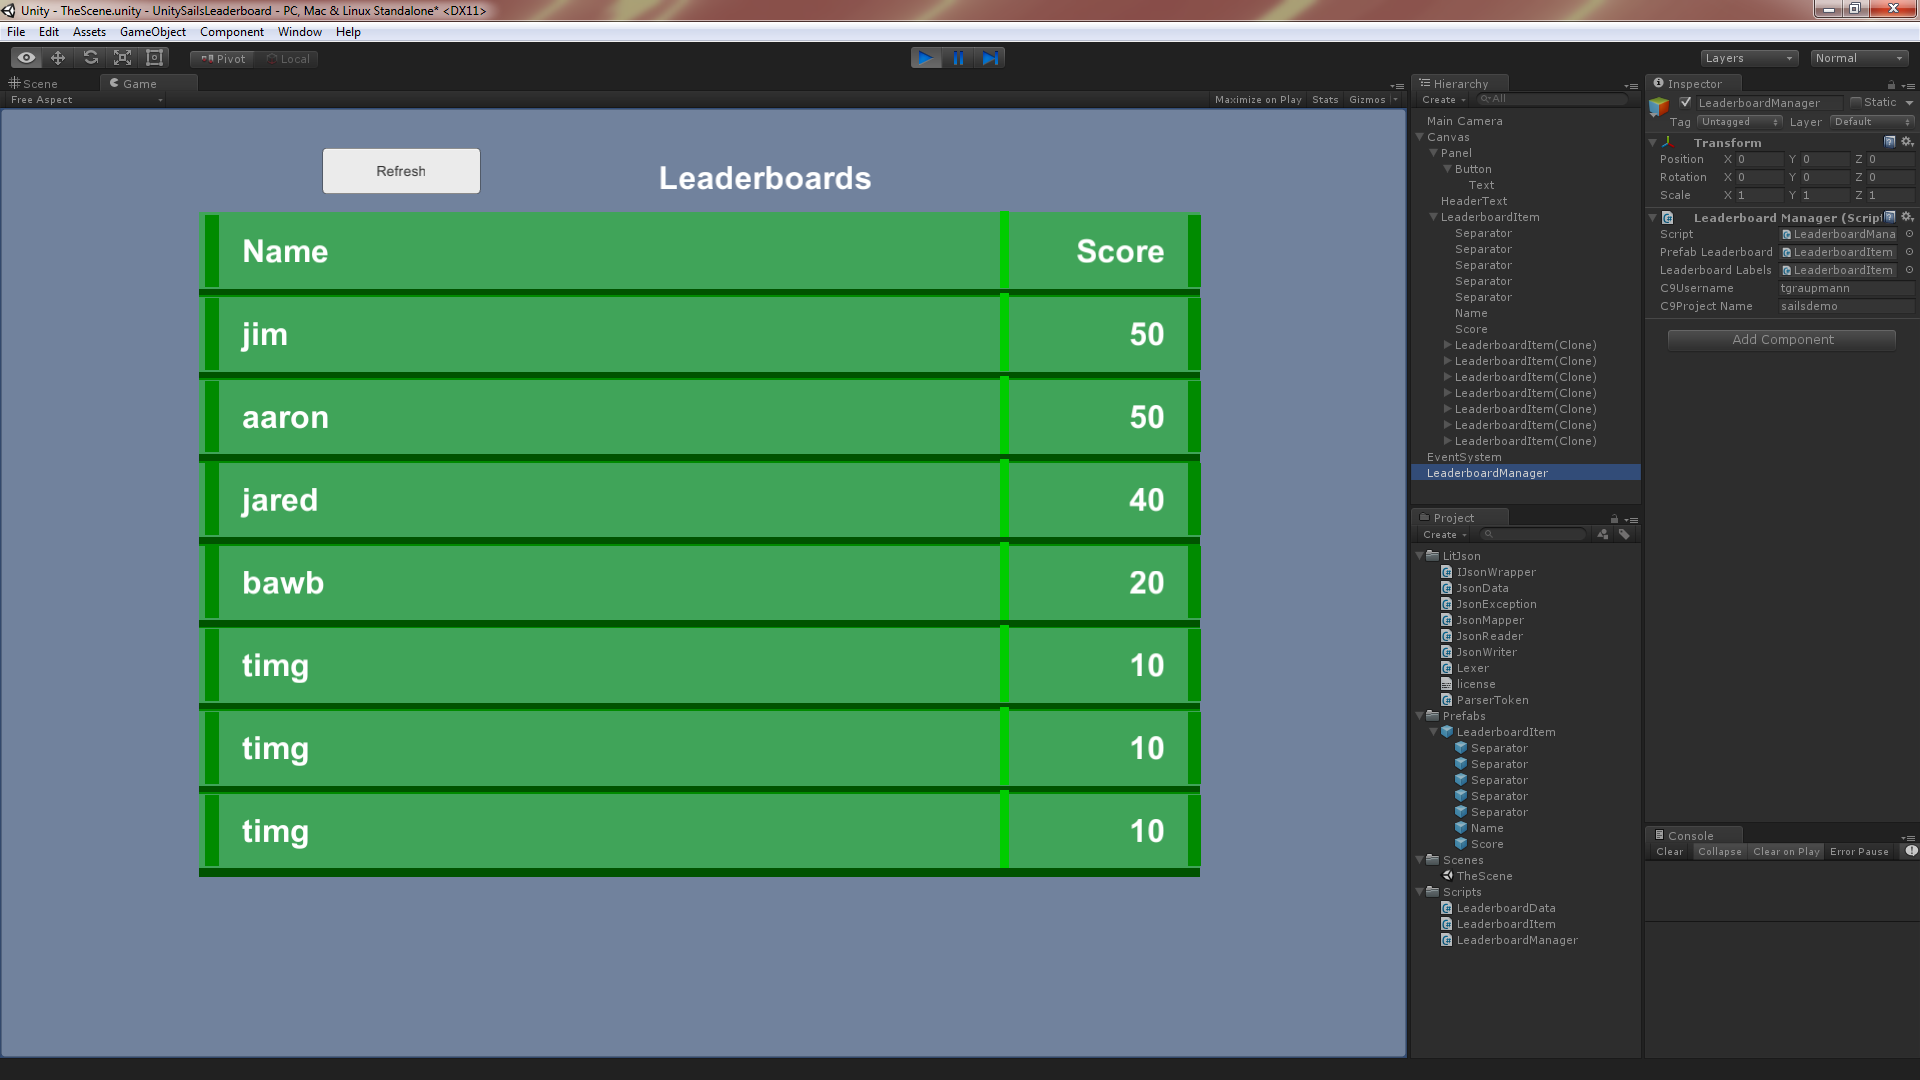 Unity - TheScene.unity - UnitySailsLeaderboard - PC, Mac & Linux Standalone* <DX11>
File Edit Assets GameObject Component Window Help
Pivot Local
Layers Normal
Scene Game
Free Aspect Maximize on Play Stats Gizmos
Refresh
Leaderboards
Name Score
jim 50
aaron 50
jared 40
bawb 20
timg 10
timg 10
timg 10
Hierarchy
Create All
Main Camera
Canvas
Panel
Button
Text
HeaderText
LeaderboardItem
Separator
Separator
Separator
Separator
Separator
Name
Score
LeaderboardItem(Clone)
LeaderboardItem(Clone)
LeaderboardItem(Clone)
LeaderboardItem(Clone)
LeaderboardItem(Clone)
LeaderboardItem(Clone)
LeaderboardItem(Clone)
EventSystem
LeaderboardManager
Project
Create
LitJson
IJsonWrapper
JsonData
JsonException
JsonMapper
JsonReader
JsonWriter
Lexer
license
ParserToken
Prefabs
LeaderboardItem
Separator
Separator
Separator
Separator
Separator
Name
Score
Scenes
TheScene
Scripts
LeaderboardData
LeaderboardItem
LeaderboardManager
Inspector
LeaderboardManager Static
Tag Untagged Layer Default
Transform
Position X 0 Y 0 Z 0
Rotation X 0 Y 0 Z 0
Scale X 1 Y 1 Z 1
Leaderboard Manager (Script
Script LeaderboardMana
Prefab Leaderboard LeaderboardItem
Leaderboard Labels LeaderboardItem
C9Username tgraupmann
C9Project Name sailsdemo
Add Component
Console
Clear Collapse Clear on Play Error Pause